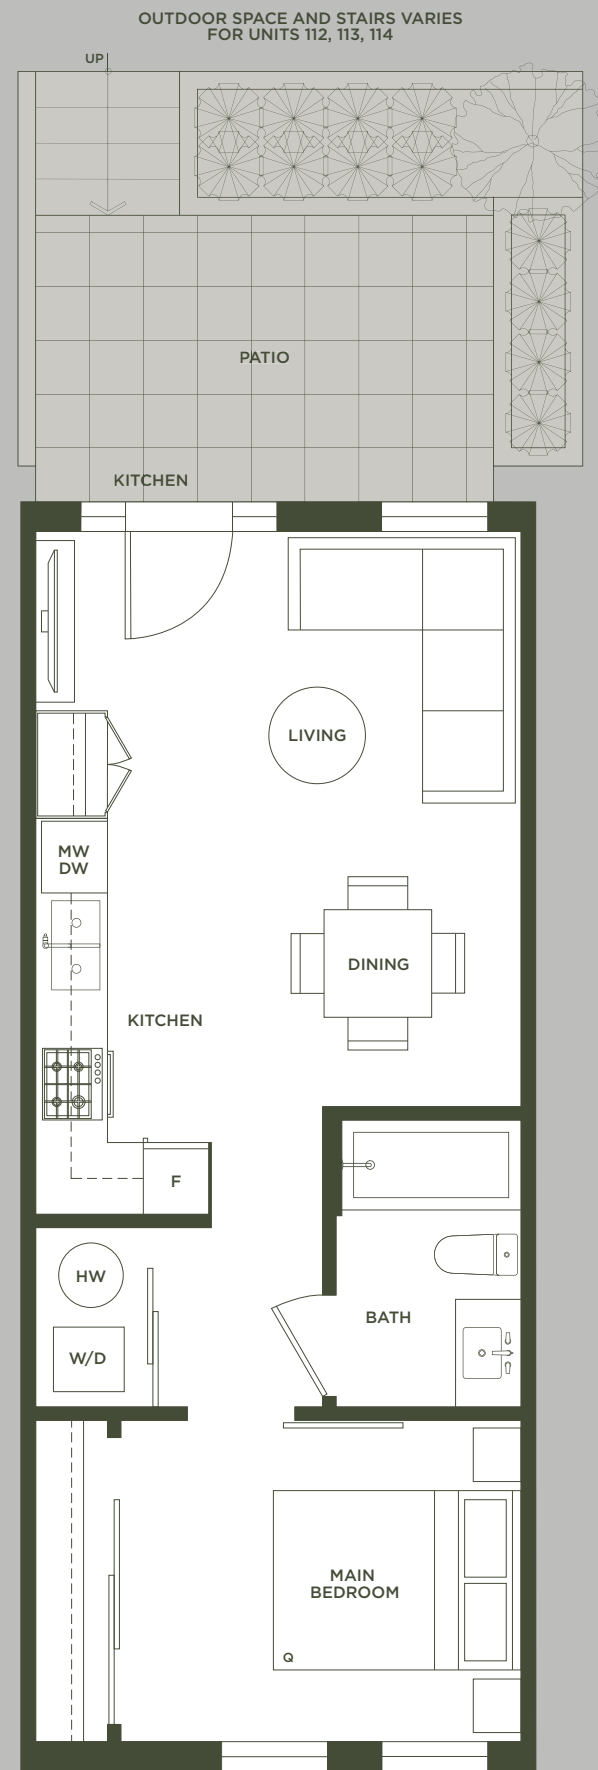 OUTDOOR SPACE AND STAIRS VARIES
FOR UNITS 112, 113, 114
UP
PATIO
KITCHEN
LIVING
MW
DW
DINING
KITCHEN
F
HW
BATH
W/D
MAIN
BEDROOM
Q